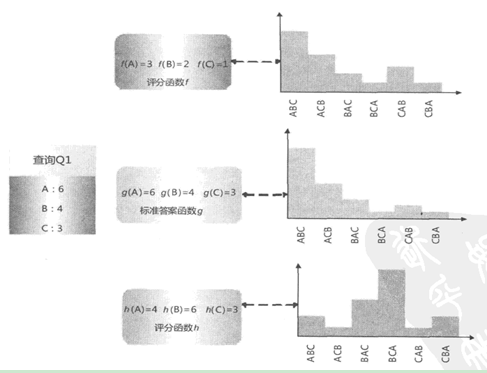 f(A)=3 f(B)=2 f(C)=1
评分函数f
ABC
ACB
BAC
BCA
CAB
CBA
查询Q1
A：6
B：4
C：3
g(A)=6 g(B)=4 g(C)=3
标准答案函数g
ABC
ACB
BAC
BCA
CAB
CBA
h(A)=4 h(B)=6 h(C)=3
评分函数h
ABC
ACB
BAC
BCA
CAB
CBA